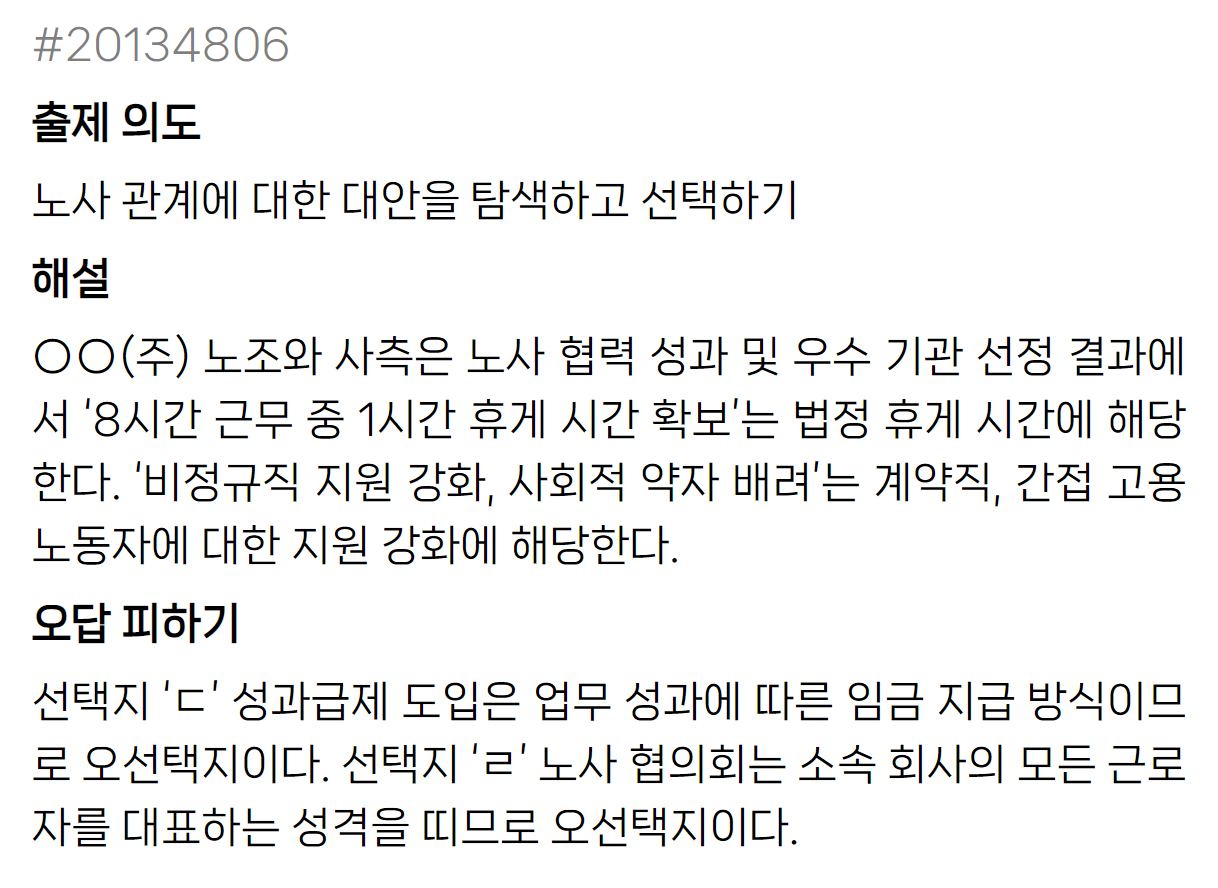 #20134806
출제 의도
노사 관계에 대한 대안을 탐색하고 선택하기
해설
○○(주) 노조와 사측은 노사 협력 성과 및 우수 기관 선정 결과에
서 '8시간 근무 중 1시간 휴게 시간 확보'는 법정 휴게 시간에 해당
한다. '비정규직 지원 강화, 사회적 약자 배려'는 계약직, 간접 고용
노동자에 대한 지원 강화에 해당한다.
오답 피하기
선택지 'ㄷ' 성과급제 도입은 업무 성과에 따른 임금 지급 방식이므
로 오선택지이다. 선택지 'ㄹ' 노사 협의회는 소속 회사의 모든 근로
자를 대표하는 성격을 띠므로 오선택지이다.